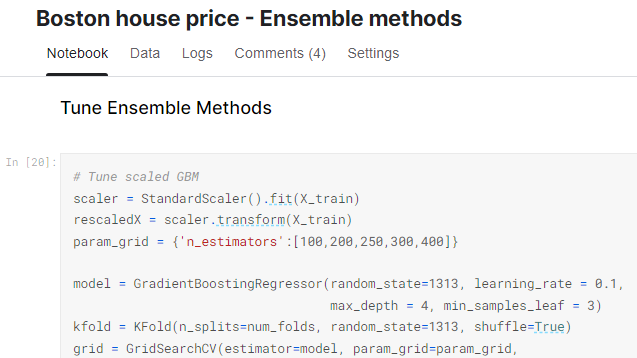 Boston house price - Ensemble methods
Notebook Data Logs Comments (4) Settings
Tune Ensemble Methods
In [20]:
# Tune scaled GBM
scaler = StandardScaler().fit(X_train)
rescaledX = scaler.transform(X_train)
param_grid = {'n_estimators':[100,200,250,300,400]}
model = GradientBoostingRegressor(random_state=1313, learning_rate = 0.1,
max_depth = 4, min_samples_leaf = 3)
kfold = KFold(n_splits=num_folds, random_state=1313, shuffle=True)
grid = GridSearchCV(estimator=model, param_grid=param_grid,